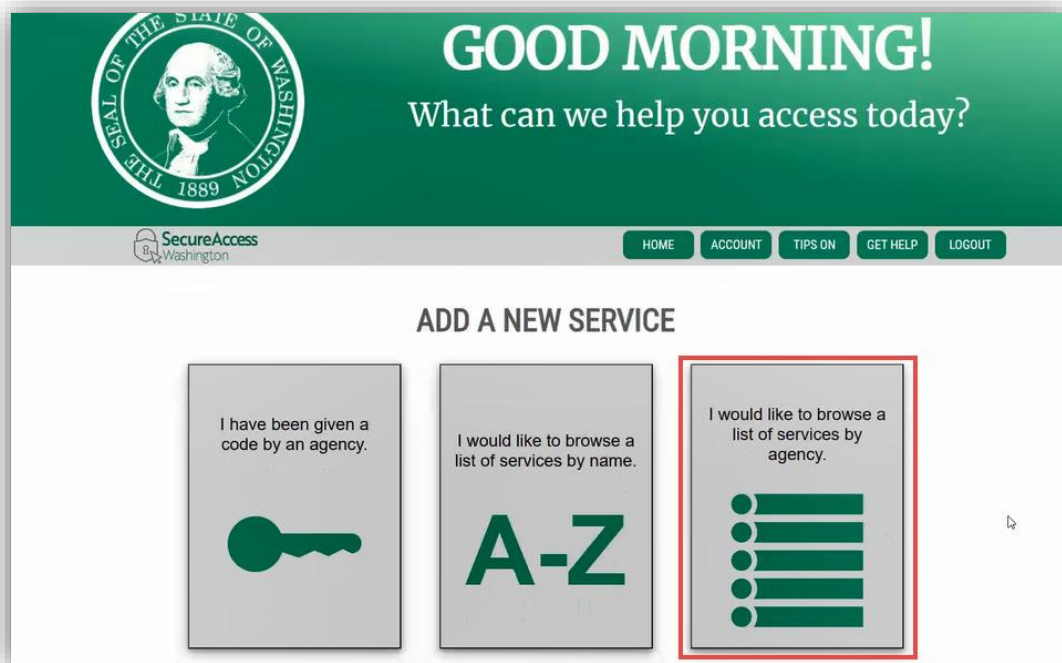 THE SEAL OF THE STATE OF WASHINGTON
1889
GOOD MORNING!
What can we help you access today?
SecureAccess
Washington
HOME
ACCOUNT
TIPS ON
GET HELP
LOGOUT
ADD A NEW SERVICE
I have been given a
code by an agency.
I would like to browse a
list of services by name.
A-Z
I would like to browse a
list of services by
agency.